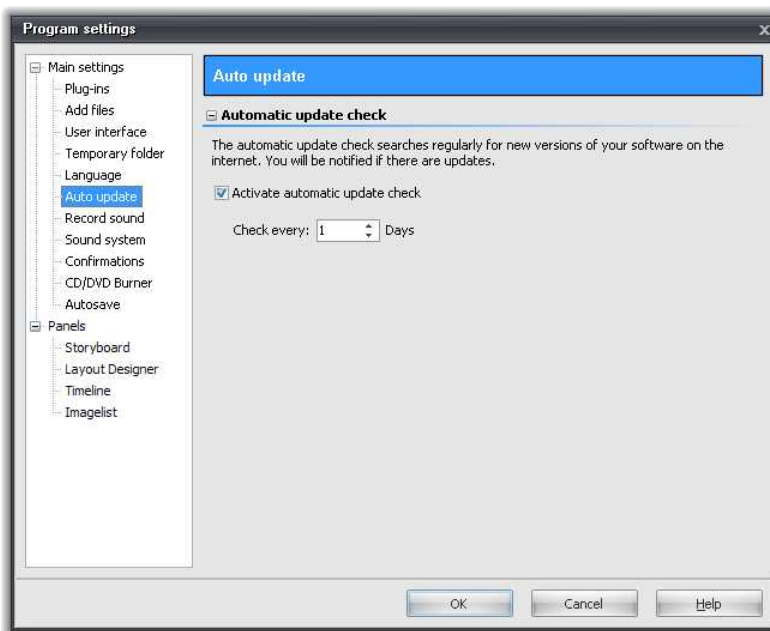 Program settings
x
Main settings
Plug-ins
Add files
User interface
Temporary folder
Language
Auto update
Record sound
Sound system
Confirmations
CD/DVD Burner
Autosave
Panels
Storyboard
Layout Designer
Timeline
Imagelist
Auto update
Automatic update check
The automatic update check searches regularly for new versions of your software on the
internet. You will be notified if there are updates.
Activate automatic update check
Check every: 1 Days
OK Cancel Help